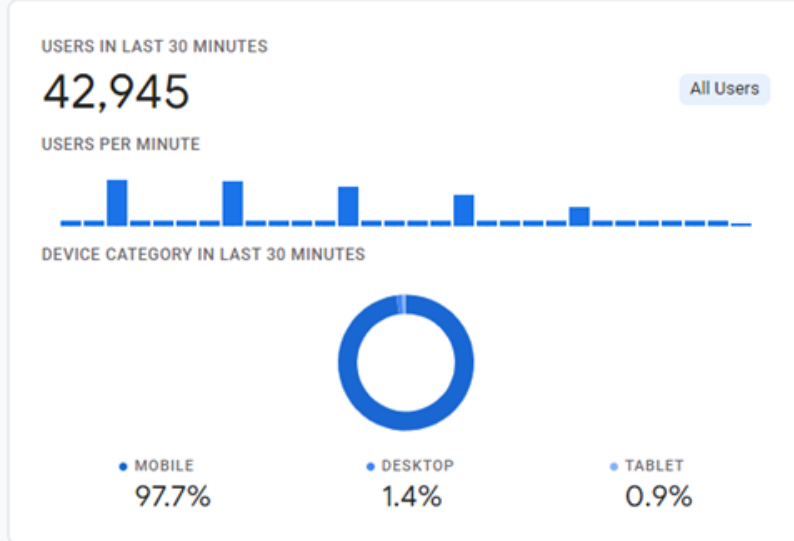 USERS IN LAST 30 MINUTES
42,945
All Users
USERS PER MINUTE
DEVICE CATEGORY IN LAST 30 MINUTES
MOBILE DESKTOP TABLET
97.7% 1.4% 0.9%